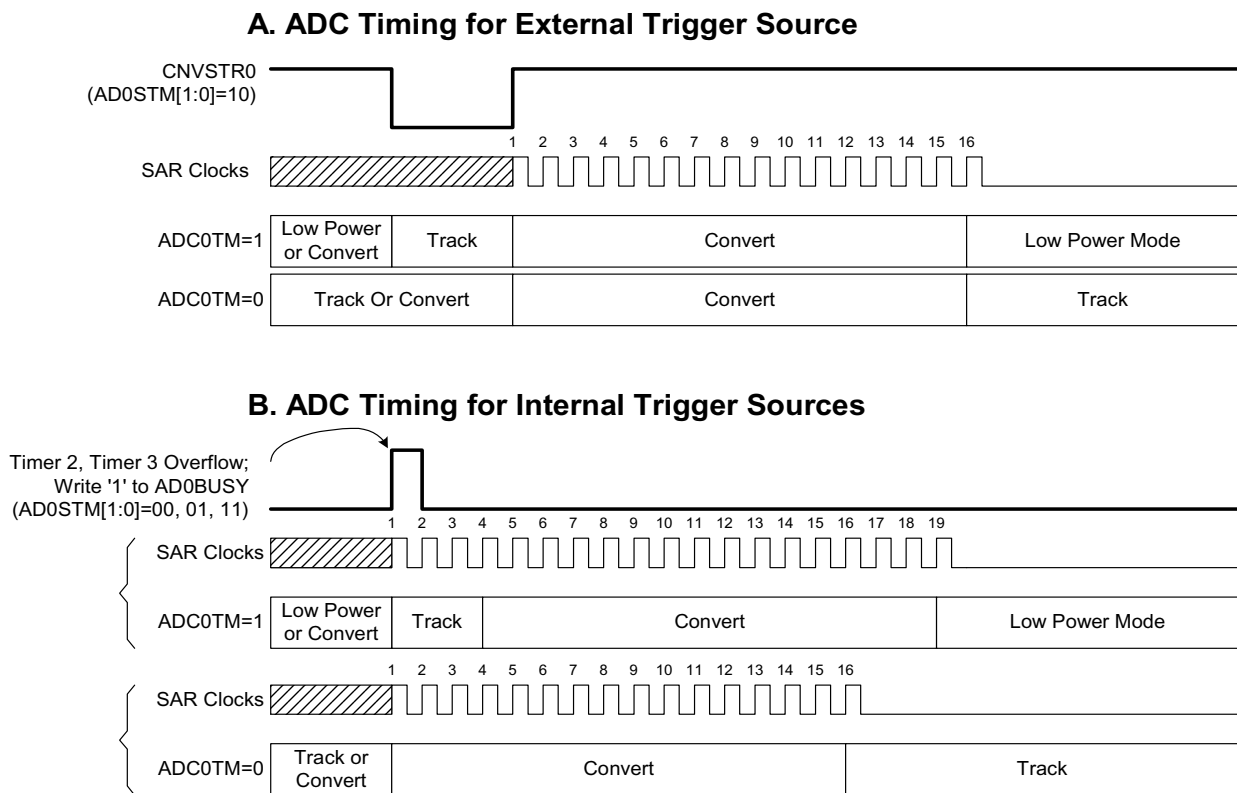 A. ADC Timing for External Trigger Source
CNVSTR0
(AD0STM[1:0]=10)
1 2 3 4 5 6 7 8 9 10 11 12 13 14 15 16
SAR Clocks
ADC0TM=1
Low Power
or Convert
Track
Convert
Low Power Mode
ADC0TM=0
Track Or Convert
Convert
Track
B. ADC Timing for Internal Trigger Sources
Timer 2, Timer 3 Overflow;
Write '1' to AD0BUSY
(AD0STM[1:0]=00, 01, 11)
1 2 3 4 5 6 7 8 9 10 11 12 13 14 15 16 17 18 19
SAR Clocks
ADC0TM=1
Low Power
or Convert
Track
Convert
Low Power Mode
1 2 3 4 5 6 7 8 9 10 11 12 13 14 15 16
SAR Clocks
ADC0TM=0
Track or
Convert
Convert
Track